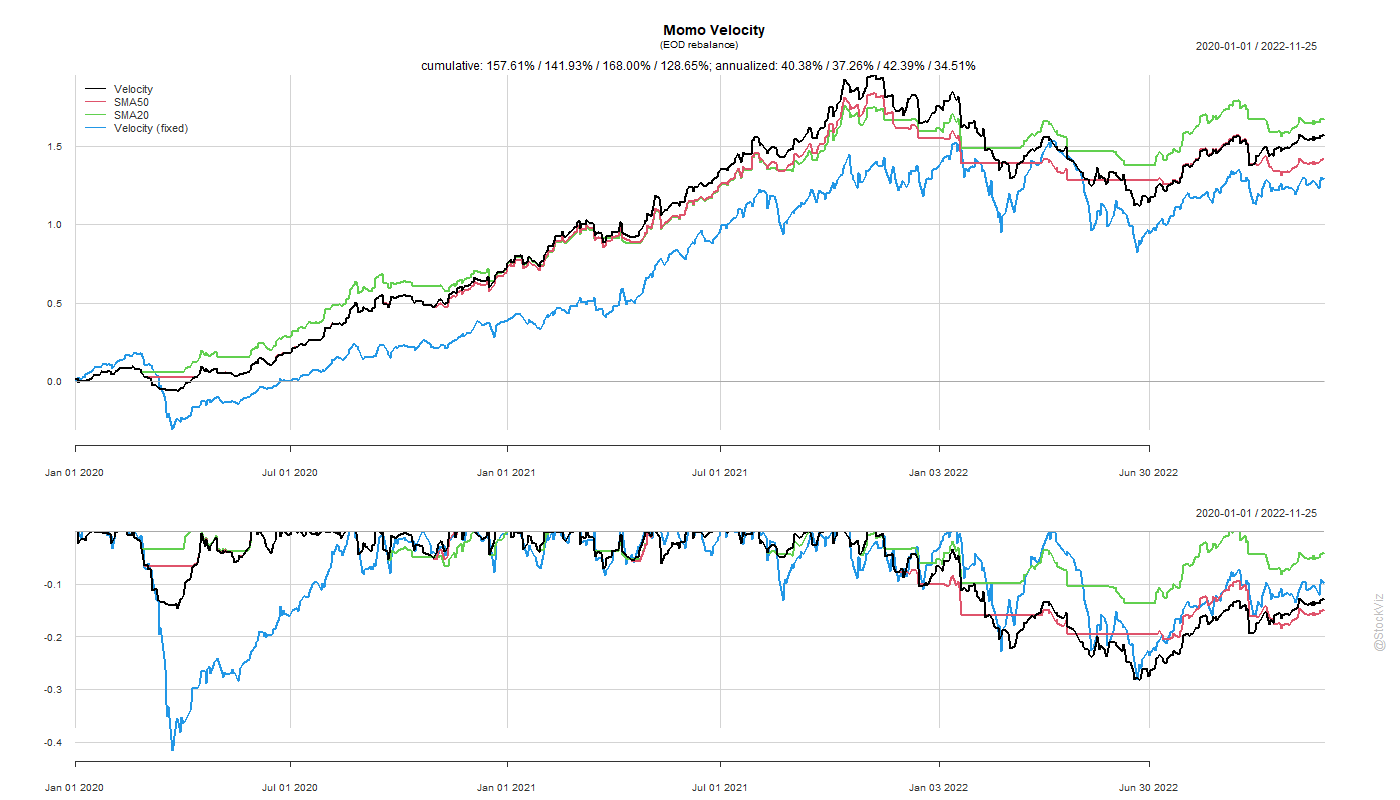 Momo Velocity
(EOD rebalance)
2020-01-01 / 2022-11-25
cumulative: 157.61% / 141.93% / 168.00% / 128.65%; annualized: 40.38% / 37.26% / 42.39% / 34.51%
Velocity
SMA50
SMA20
Velocity (fixed)
1.5
1.0
0.5
0.0
Jan 01 2020 Jul 01 2020 Jan 01 2021 Jul 01 2021 Jan 03 2022 Jun 30 2022
2020-01-01 / 2022-11-25
-0.1
-0.2
-0.3
-0.4
Jan 01 2020 Jul 01 2020 Jan 01 2021 Jul 01 2021 Jan 03 2022 Jun 30 2022
@StockViz